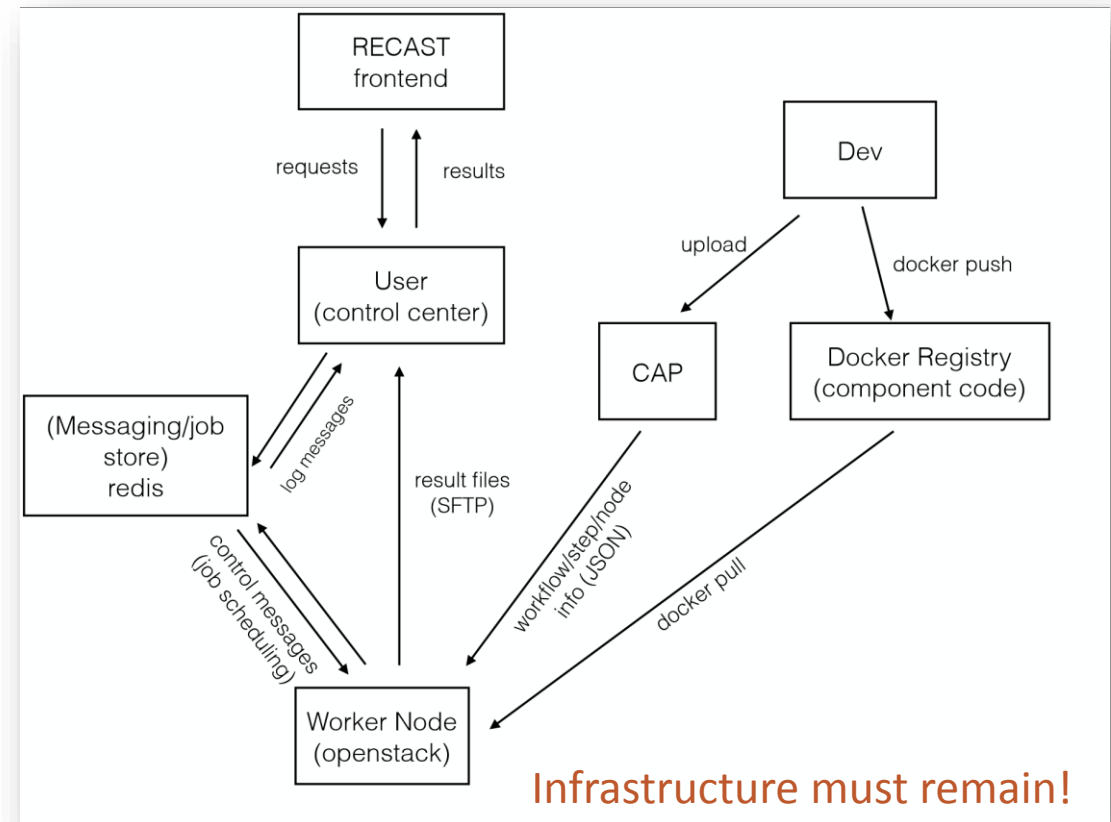 RECAST
frontend
requests
results
Dev
upload
docker push
User
(control center)
CAP
Docker Registry
(component code)
(Messaging/job
store)
redis
log messages
result files
(SFTP)
control messages
(job scheduling)
workflow/step/node
info (JSON)
docker pull
Worker Node
(openstack)
Infrastructure must remain!